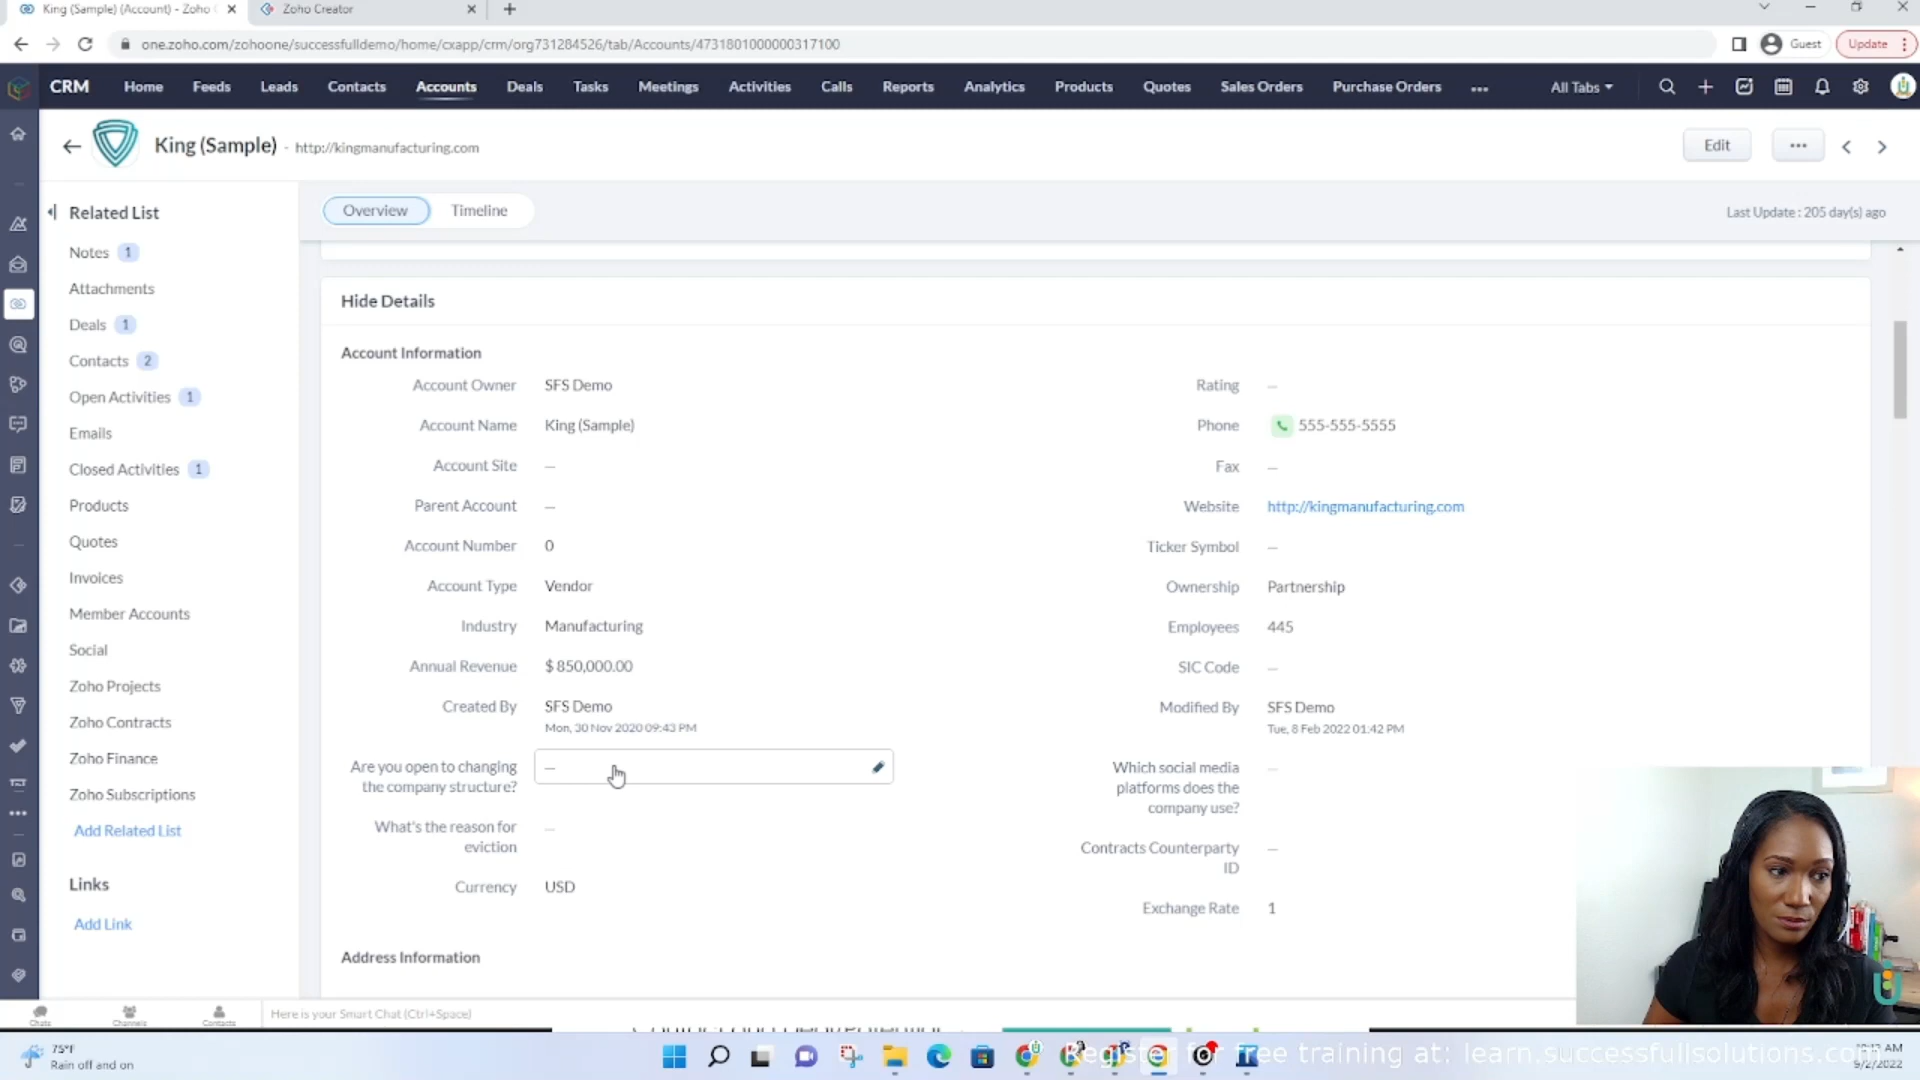 King (Sample) (Account) - Zoho
Zoho Creator
one.zoho.com/zohoone/successfulldemo/home/cxapp/crm/org731284526/tab/Accounts/4731801000000317100
Guest
Update
CRM Home Feeds Leads Contacts Accounts Deals Tasks Meetings Activities Calls Reports Analytics Products Quotes Sales Orders Purchase Orders ... All Tabs
King (Sample) - http://kingmanufacturing.com
Edit
Related List
Notes 1
Attachments
Deals 1
Contacts 2
Open Activities 1
Emails
Closed Activities 1
Products
Quotes
Invoices
Member Accounts
Social
Zoho Projects
Zoho Contracts
Zoho Finance
Zoho Subscriptions
Add Related List
Links
Add Link
Overview Timeline
Last Update : 205 day(s) ago
Hide Details
Account Information
Account Owner SFS Demo
Rating —
Account Name King (Sample)
Phone 555-555-5555
Account Site —
Fax —
Parent Account —
Website http://kingmanufacturing.com
Account Number 0
Ticker Symbol —
Account Type Vendor
Ownership Partnership
Industry Manufacturing
Employees 445
Annual Revenue $ 850,000.00
SIC Code —
Created By SFS Demo
Mon, 30 Nov 2020 09:43 PM
Modified By SFS Demo
Tue, 8 Feb 2022 01:42 PM
Are you open to changing —
the company structure?
Which social media —
platforms does the
company use?
What's the reason for —
eviction
Contracts Counterparty —
ID
Currency USD
Exchange Rate 1
Address Information
Chats Channels Contacts
Here is your Smart Chat (Ctrl+Space)
75°F
Rain off and on
Register for free training at: learn.successfullsolutions.com
AM
9/2/2022